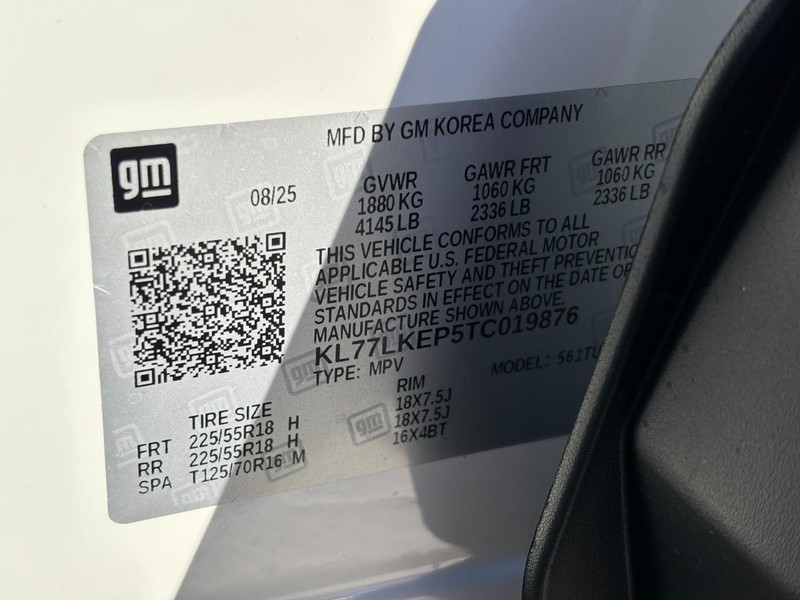 MFD BY GM KOREA COMPANY
gm
08/25
GVWR
1880 KG
4145 LB
GAWR FRT
1060 KG
2336 LB
GAWR RR
1060 KG
2336 LB
THIS VEHICLE CONFORMS TO ALL
APPLICABLE U.S. FEDERAL MOTOR
VEHICLE SAFETY AND THEFT PREVENTIO
STANDARDS IN EFFECT ON THE DATE OF
MANUFACTURE SHOWN ABOVE.
KL77LKEP5TC019876
TYPE: MPV MODEL: 561TU
TIRE SIZE RIM
FRT 225/55R18 H 18X7.5J
RR 225/55R18 H 18X7.5J
SPA T125/70R16 M 16X4BT